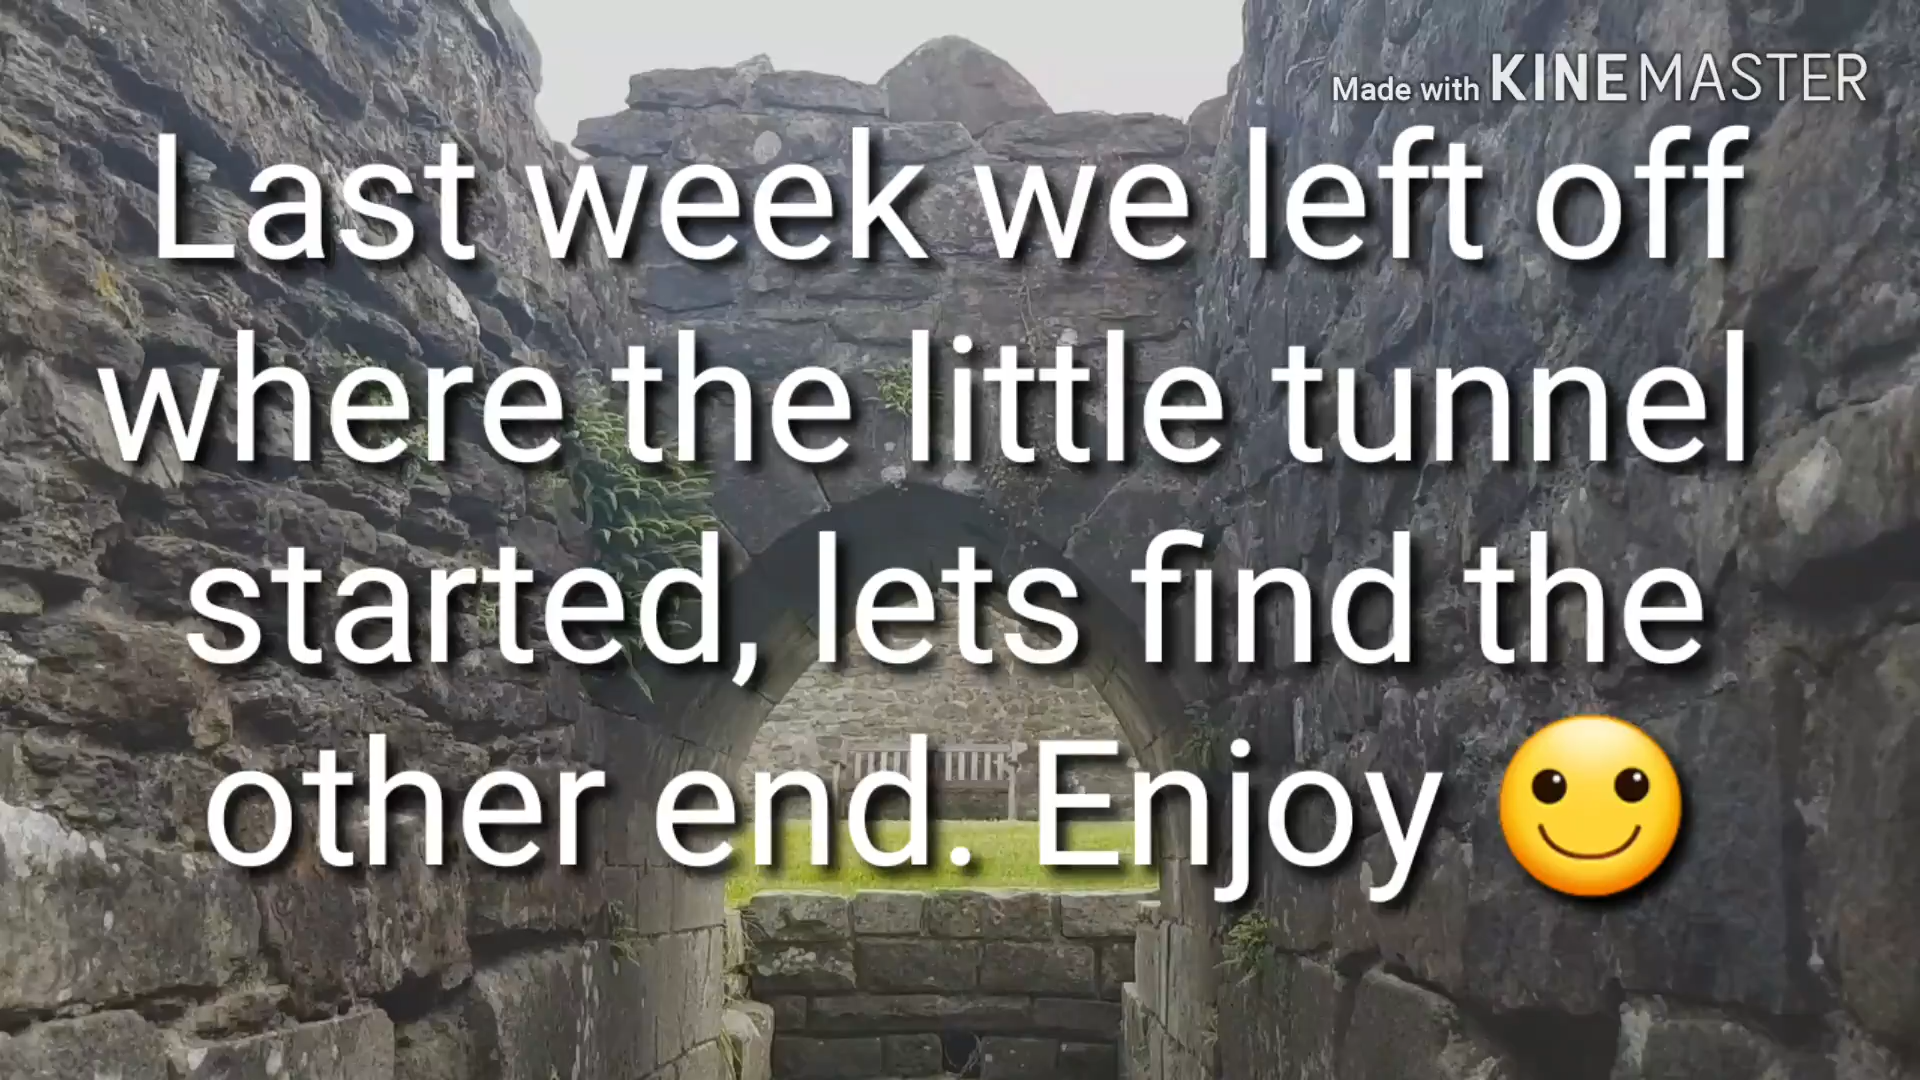 Made with KINEMASTER
Last week we left off
where the little tunnel
started, lets find the
other end. Enjoy 🙂